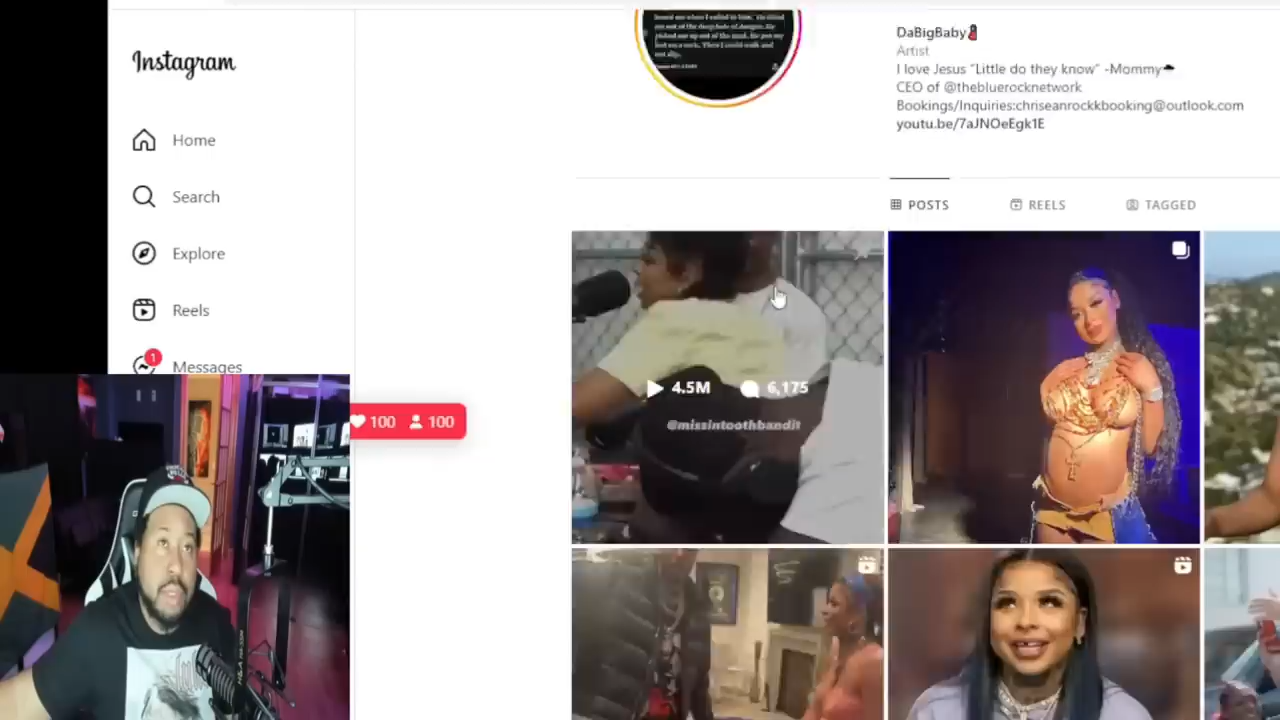 DaBigBaby
Artist
I love Jesus "Little do they know" -Mommy
CEO of @thebluerocknetwork
Bookings/Inquiries:chriseanrockkbooking@outlook.com
youtu.be/7aJNOeEgk1E
Instagram
Home
Search
Explore
Reels
1
Messages
100 100
POSTS
REELS
TAGGED
4.5M 6,175
@missintoothbandit